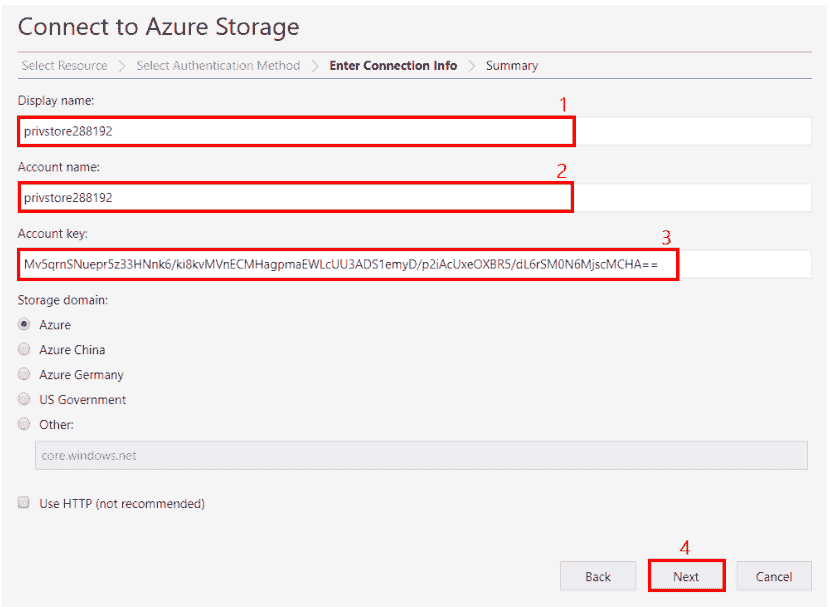 Connect to Azure Storage
Select Resource > Select Authentication Method > Enter Connection Info > Summary
Display name:
1
privstore288192
Account name:
2
privstore288192
Account key:
3
Mv5qrnSNuepr5z33HNnk6/ki8kvMVnECMHagpmaEWLcUU3ADS1emyD/p2iAcUxeOXBR5/dL6rSM0N6MjscMCHA==
Storage domain:
Azure
Azure China
Azure Germany
US Government
Other:
core.windows.net
Use HTTP (not recommended)
4
Back Next Cancel